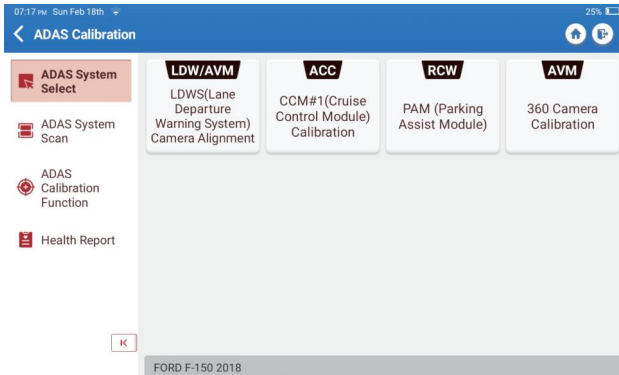 07:17 PM Sun Feb 18th
25%
ADAS Calibration
ADAS System
Select
ADAS System
Scan
ADAS
Calibration
Function
Health Report
LDW/AVM
LDWS(Lane
Departure
Warning System)
Camera Alignment
ACC
CCM#1(Cruise
Control Module)
Calibration
RCW
PAM (Parking
Assist Module)
AVM
360 Camera
Calibration
FORD F-150 2018